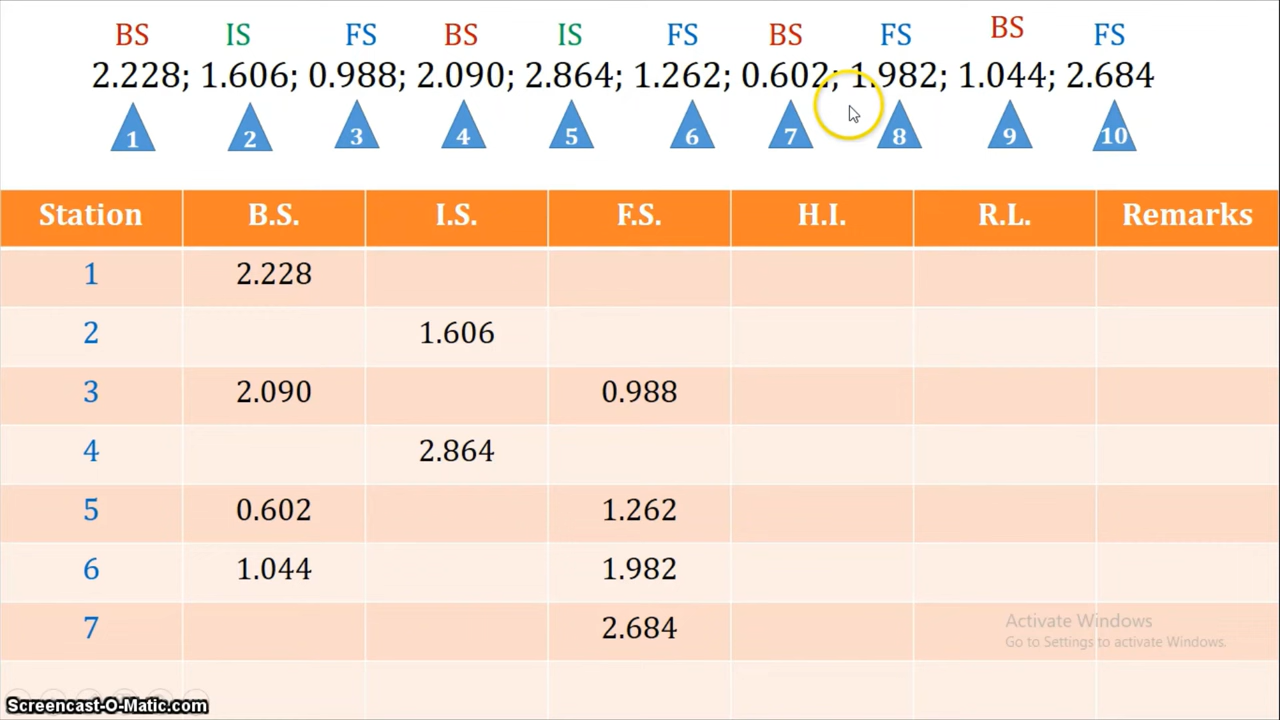 BS IS FS BS IS FS BS FS BS FS
2.228; 1.606; 0.988; 2.090; 2.864; 1.262; 0.602; 1.982; 1.044; 2.684
1 2 3 4 5 6 7 8 9 10
Station B.S. I.S. F.S. H.I. R.L. Remarks
1 2.228
2 1.606
3 2.090 0.988
4 2.864
5 0.602 1.262
6 1.044 1.982
7 2.684
Activate Windows
Go to Settings to activate Windows.
Screencast-O-Matic.com